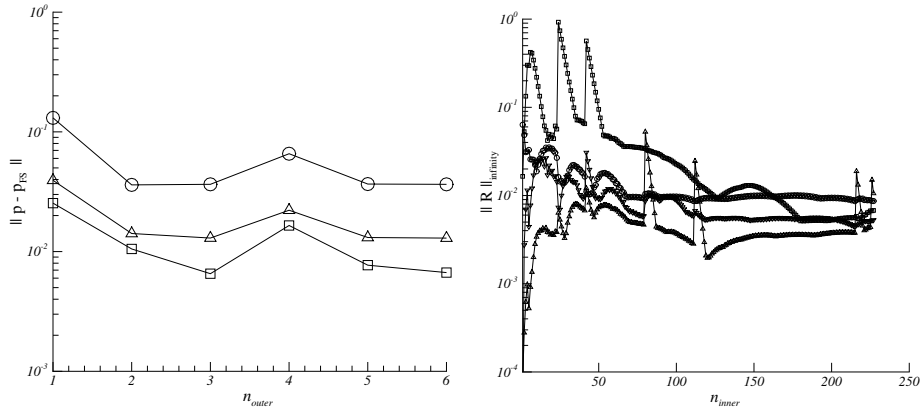 10^0
10^-1
10^-2
10^-3
|| p - p_FS ||
1 2 3 4 5 6
n_outer
10^0
10^-1
10^-2
10^-3
10^-4
|| R ||_infinity
50 100 150 200 250
n_inner